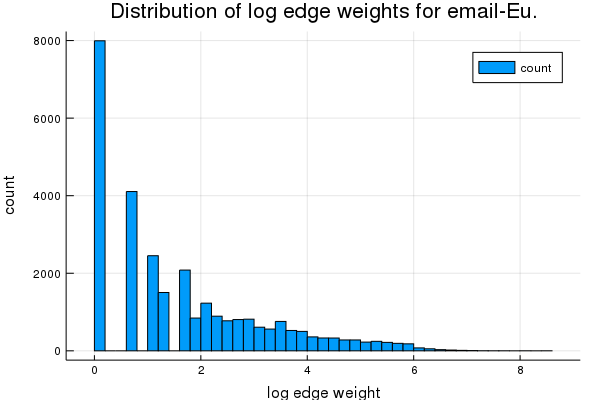 Distribution of log edge weights for email-Eu.
count
8000
6000
4000
2000
0
count
0 2 4 6 8
log edge weight